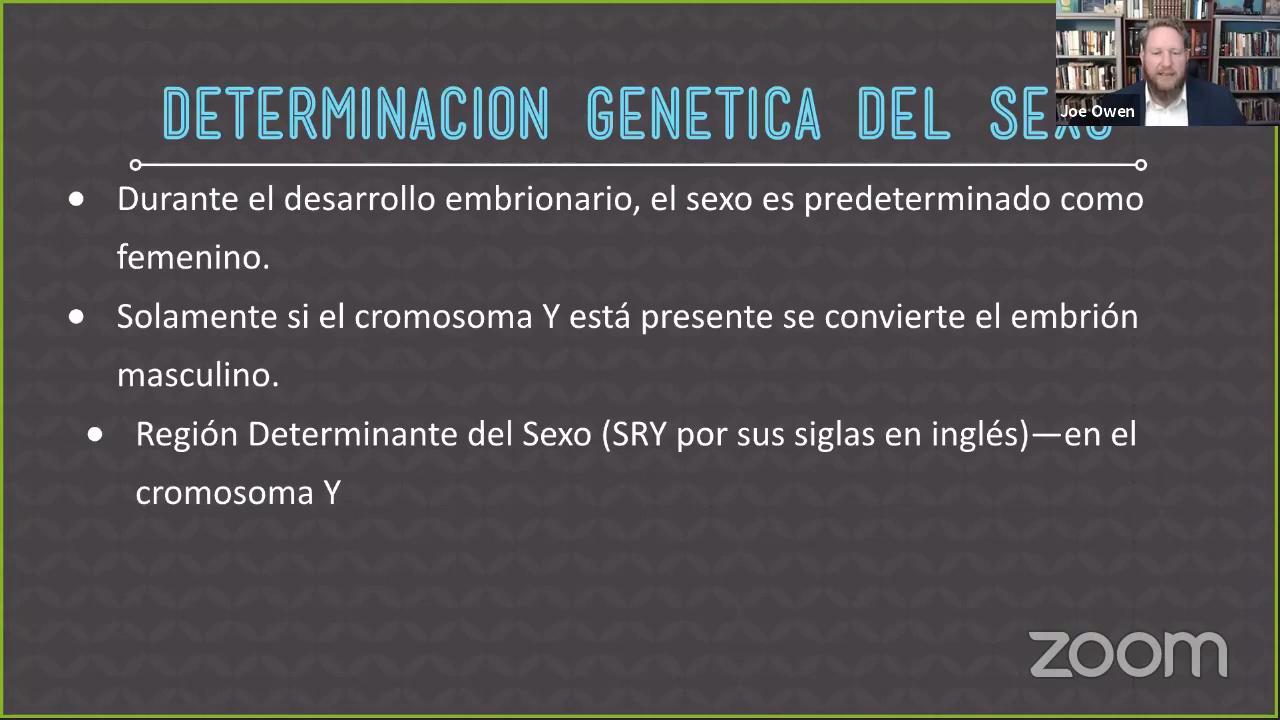 DETERMINACION GENETICA DEL SEXO
Joe Owen
• Durante el desarrollo embrionario, el sexo es predeterminado como
femenino.
• Solamente si el cromosoma Y está presente se convierte el embrión
masculino.
• Región Determinante del Sexo (SRY por sus siglas en inglés)—en el
cromosoma Y
zoom